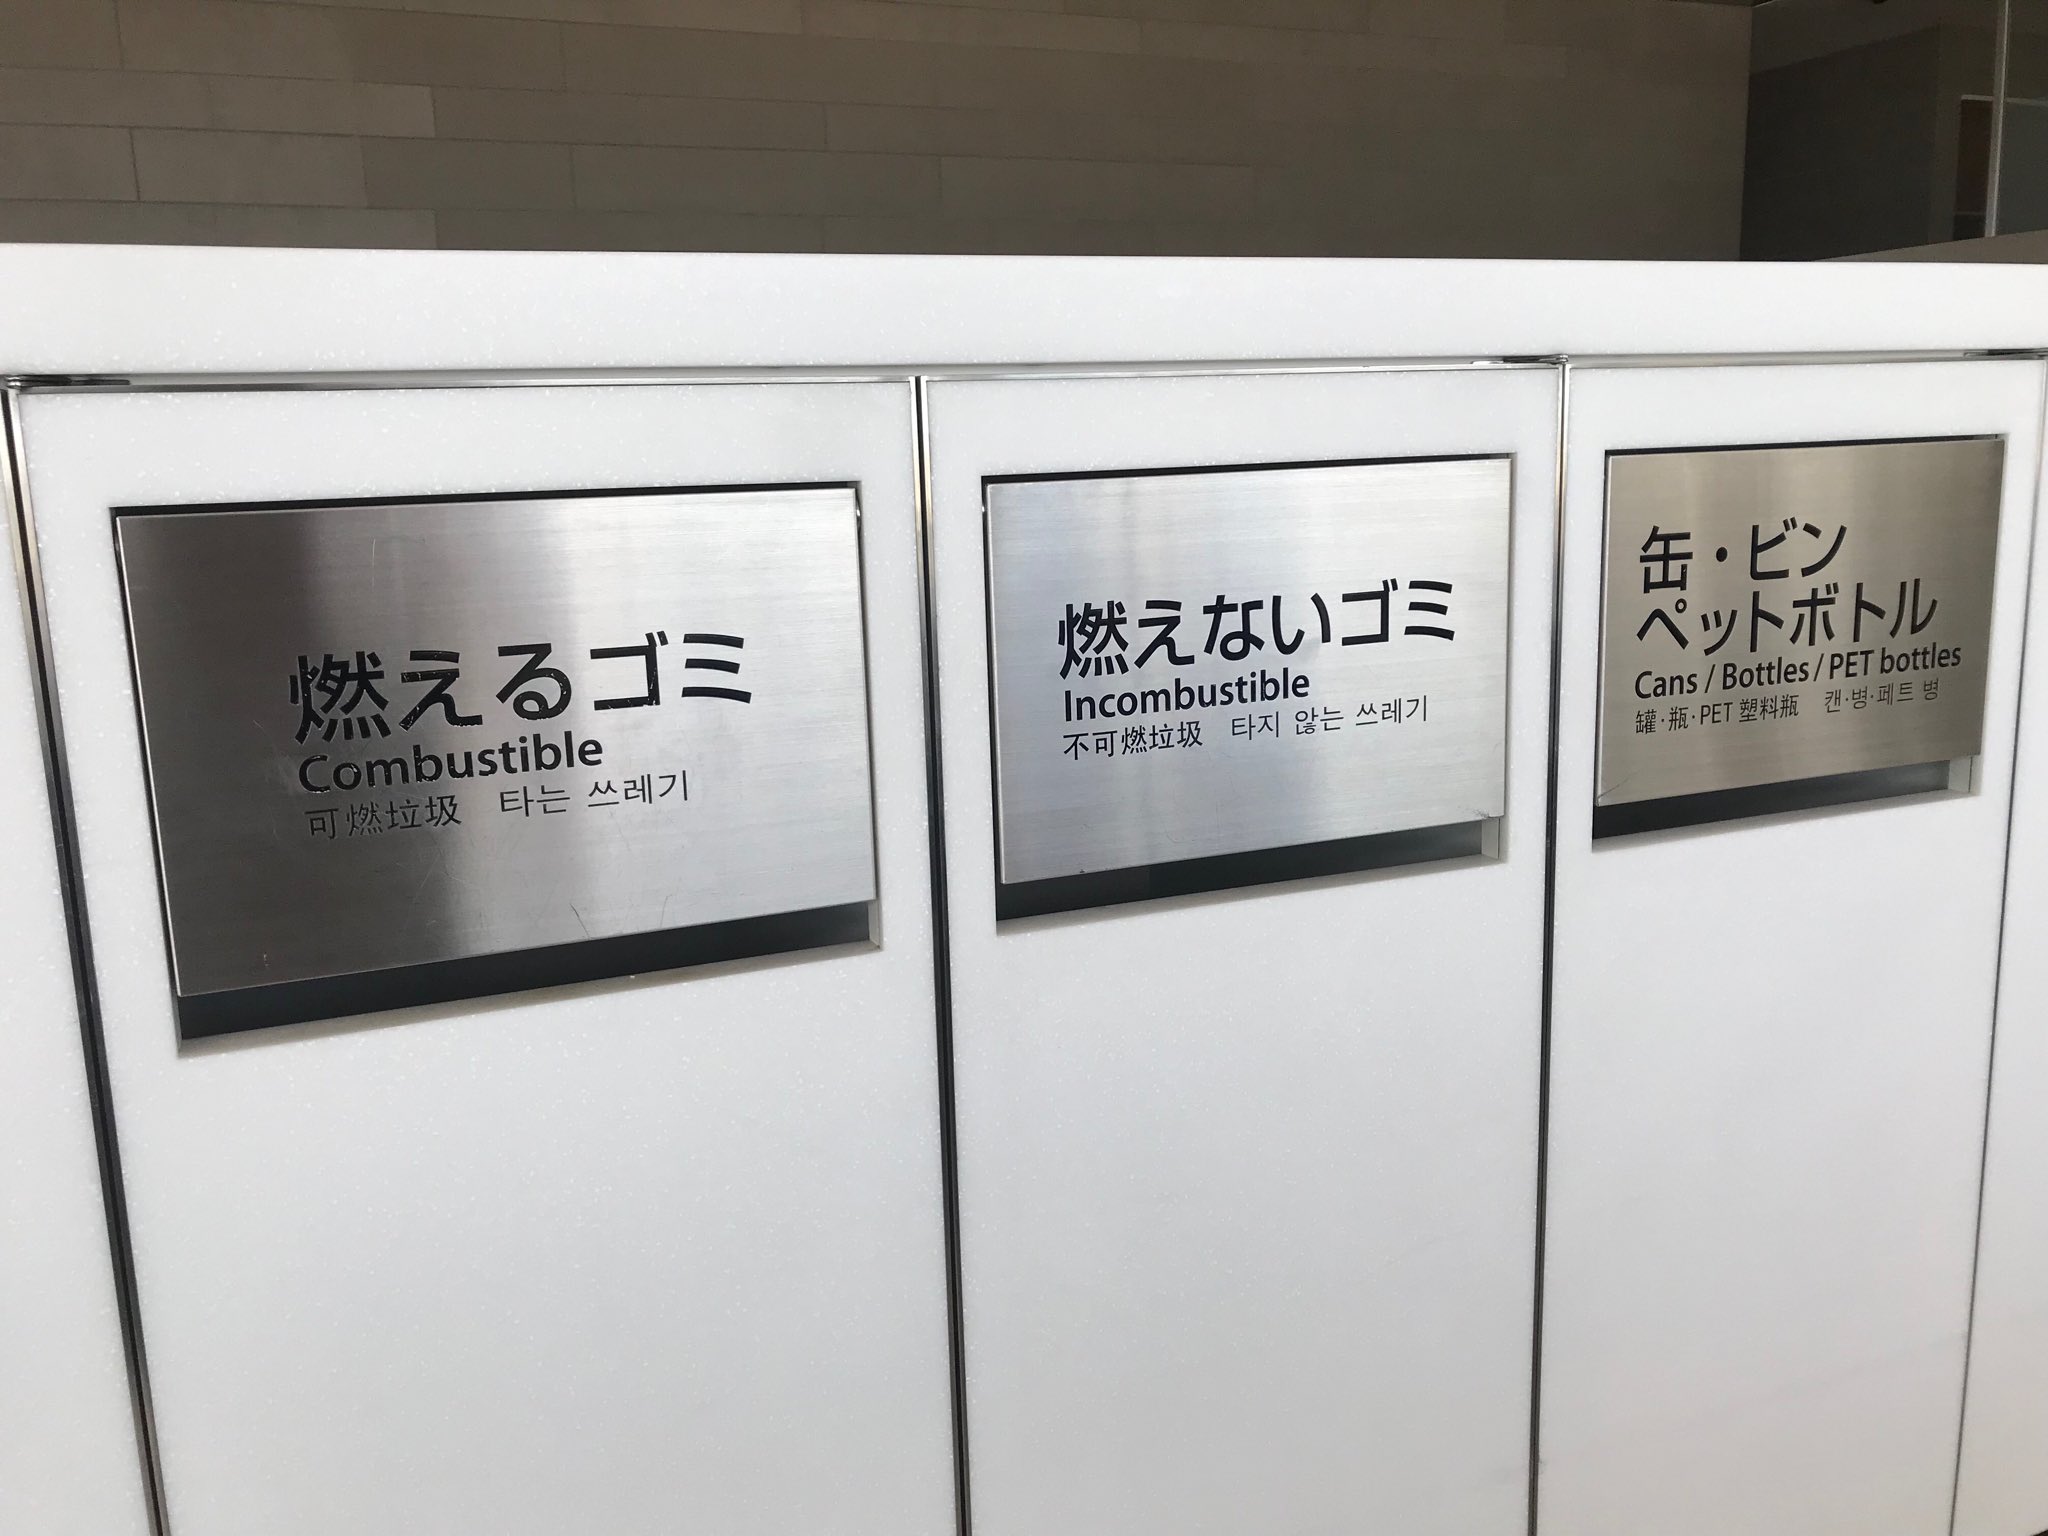 燃えるゴミ
Combustible
可燃垃圾 타는 쓰레기
燃えないゴミ
Incombustible
不可燃垃圾 타지 않는 쓰레기
缶・ビン
ペットボトル
Cans / Bottles / PET bottles
罐·瓶·PET 塑料瓶 캔·병·페트 병